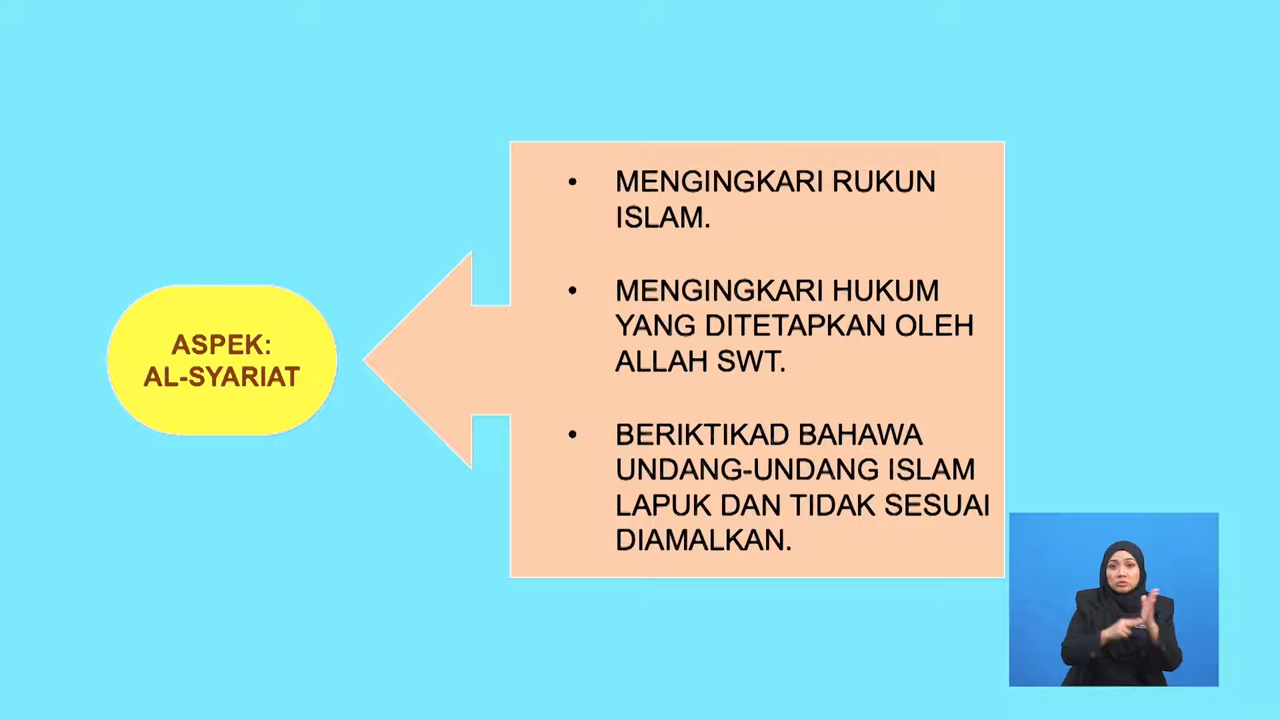 ASPEK:
AL-SYARIAT
• MENGINGKARI RUKUN
ISLAM.
• MENGINGKARI HUKUM
YANG DITETAPKAN OLEH
ALLAH SWT.
• BERIKTIKAD BAHAWA
UNDANG-UNDANG ISLAM
LAPUK DAN TIDAK SESUAI
DIAMALKAN.